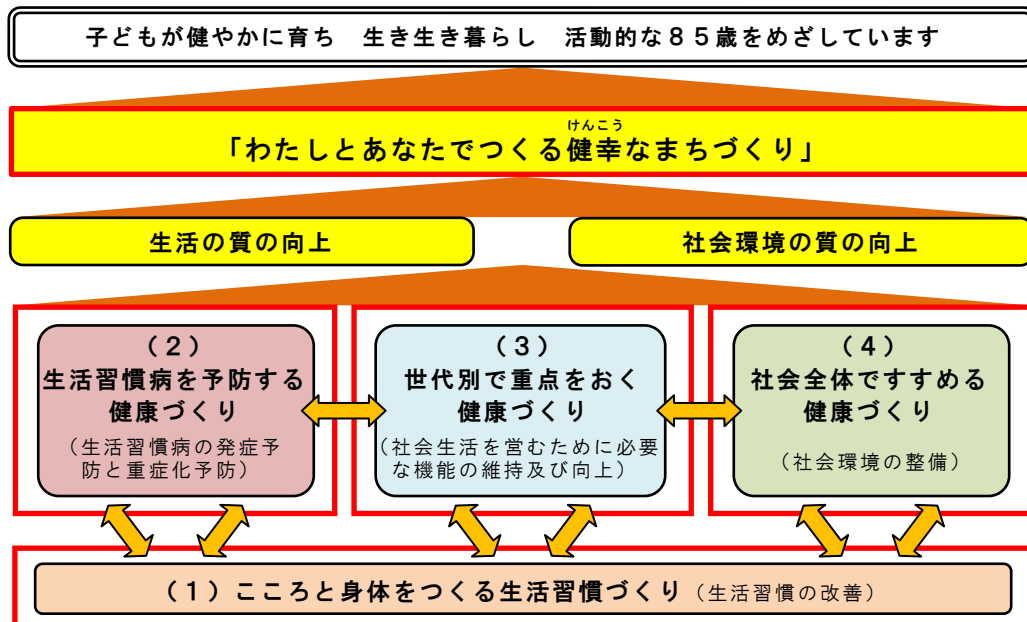 子どもが健やかに育ち　生き生き暮らし　活動的な８５歳をめざしています
けんこう
「わたしとあなたでつくる健幸なまちづくり」
生活の質の向上
社会環境の質の向上
（２）
生活習慣病を予防する
健康づくり
（生活習慣病の発症予
防と重症化予防）
（３）
世代別で重点をおく
健康づくり
（社会生活を営むために必要
な機能の維持及び向上）
（４）
社会全体ですすめる
健康づくり
（社会環境の整備）
（１）こころと身体をつくる生活習慣づくり（生活習慣の改善）